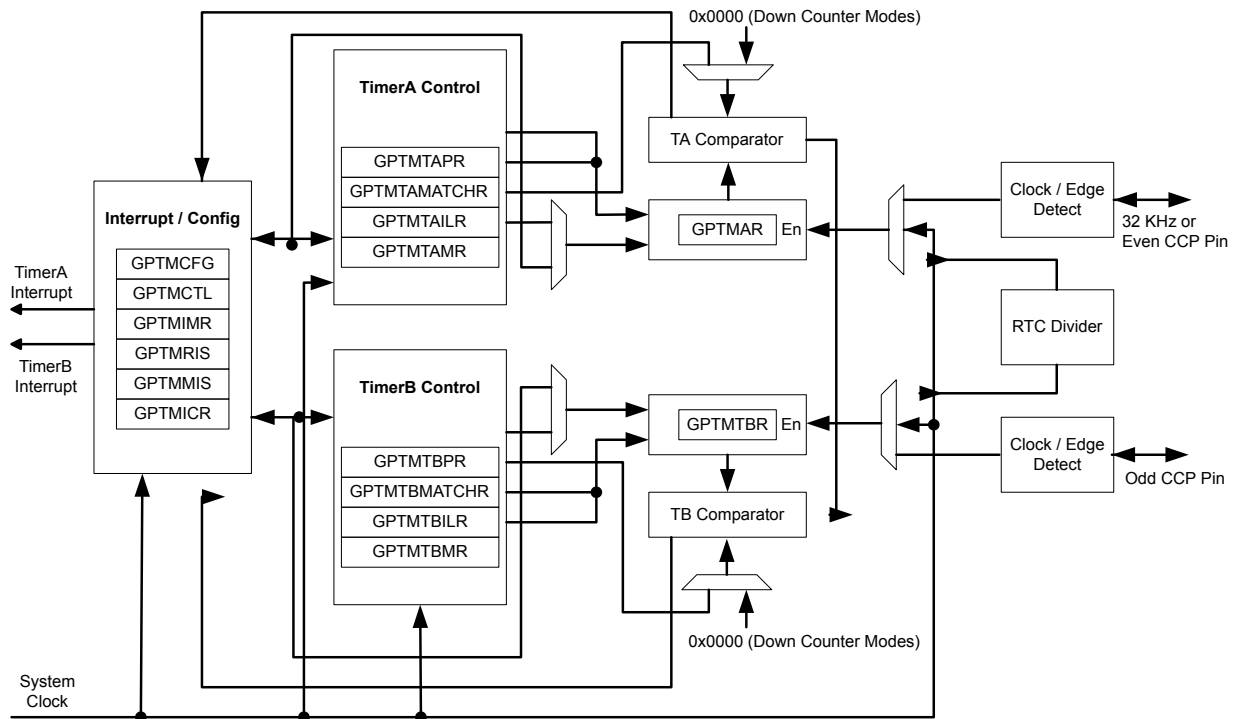 0x0000 (Down Counter Modes)
TimerA Control
GPTMTAPR
GPTMTAMATCHR
GPTMTAILR
GPTMTAMR
TA Comparator
GPTMAR
En
Clock / Edge
Detect
32 KHz or
Even CCP Pin
Interrupt / Config
GPTMCFG
GPTMCTL
GPTMIMR
GPTMRIS
GPTMMIS
GPTMICR
TimerA
Interrupt
TimerB
Interrupt
RTC Divider
TimerB Control
GPTMTBPR
GPTMTBMATCHR
GPTMTBILR
GPTMTBMR
GPTMTBR
En
TB Comparator
Clock / Edge
Detect
Odd CCP Pin
0x0000 (Down Counter Modes)
System
Clock